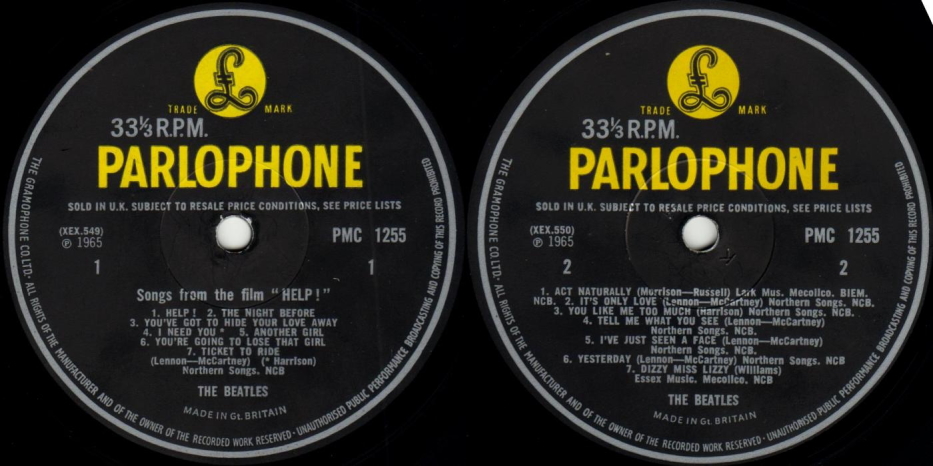 £
TRADE MARK
33⅓ R.P.M.
PARLOPHONE
SOLD IN U.K. SUBJECT TO RESALE PRICE CONDITIONS, SEE PRICE LISTS
(XEX.549)
℗ 1965
PMC 1255
1
1
Songs from the film "HELP!"
1. HELP! 2. THE NIGHT BEFORE
3. YOU'VE GOT TO HIDE YOUR LOVE AWAY
4. I NEED YOU * 5. ANOTHER GIRL
6. YOU'RE GOING TO LOSE THAT GIRL
7. TICKET TO RIDE
(Lennon—McCartney) (* Harrison)
Northern Songs. NCB
THE BEATLES
MADE IN Gt. BRITAIN
THE GRAMOPHONE CO. LTD · ALL RIGHTS OF THE MANUFACTURER AND OF THE OWNER OF THE RECORDED WORK RESERVED · UNAUTHORISED PUBLIC PERFORMANCE BROADCASTING AND COPYING OF THIS RECORD PROHIBITED
£
TRADE MARK
33⅓ R.P.M.
PARLOPHONE
SOLD IN U.K. SUBJECT TO RESALE PRICE CONDITIONS, SEE PRICE LISTS
(XEX.550)
℗ 1965
PMC 1255
2
2
1. ACT NATURALLY (Morrison—Russell) Lark Mus. Mecolico. BIEM.
NCB. 2. IT'S ONLY LOVE (Lennon—McCartney) Northern Songs. NCB.
3. YOU LIKE ME TOO MUCH (Harrison) Northern Songs. NCB
4. TELL ME WHAT YOU SEE (Lennon—McCartney)
Northern Songs. NCB.
5. I'VE JUST SEEN A FACE (Lennon—McCartney)
Northern Songs. NCB.
6. YESTERDAY (Lennon—McCartney) Northern Songs. NCB
7. DIZZY MISS LIZZY (Williams)
Essex Music. Mecolico. NCB
THE BEATLES
MADE IN Gt. BRITAIN
THE GRAMOPHONE CO. LTD · ALL RIGHTS OF THE MANUFACTURER AND OF THE OWNER OF THE RECORDED WORK RESERVED · UNAUTHORISED PUBLIC PERFORMANCE BROADCASTING AND COPYING OF THIS RECORD PROHIBITED